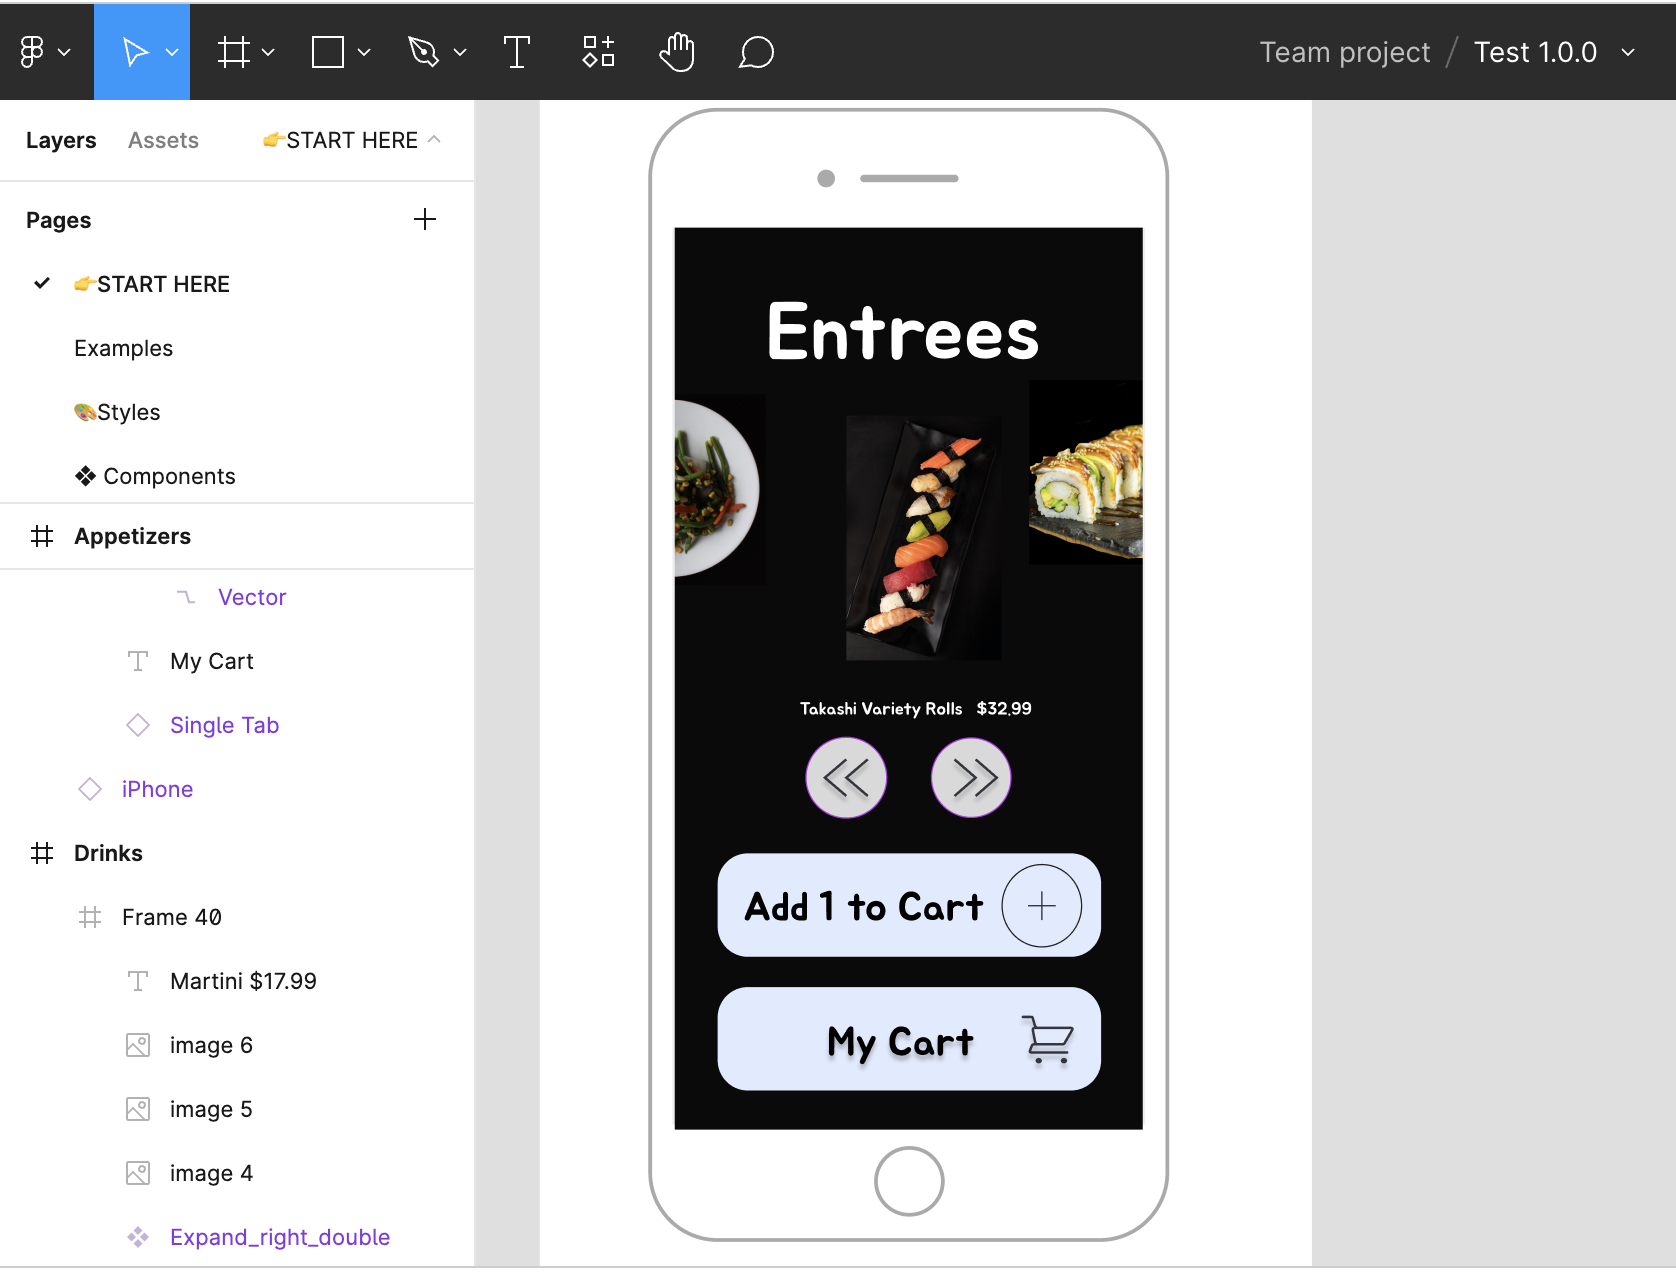 Team project / Test 1.0.0
Layers Assets 👉START HERE
Pages
👉START HERE
Examples
🎨Styles
Components
Appetizers
Vector
My Cart
Single Tab
iPhone
Drinks
Frame 40
Martini $17.99
image 6
image 5
image 4
Expand_right_double
Entrees
Takashi Variety Rolls $32.99
Add 1 to Cart
My Cart